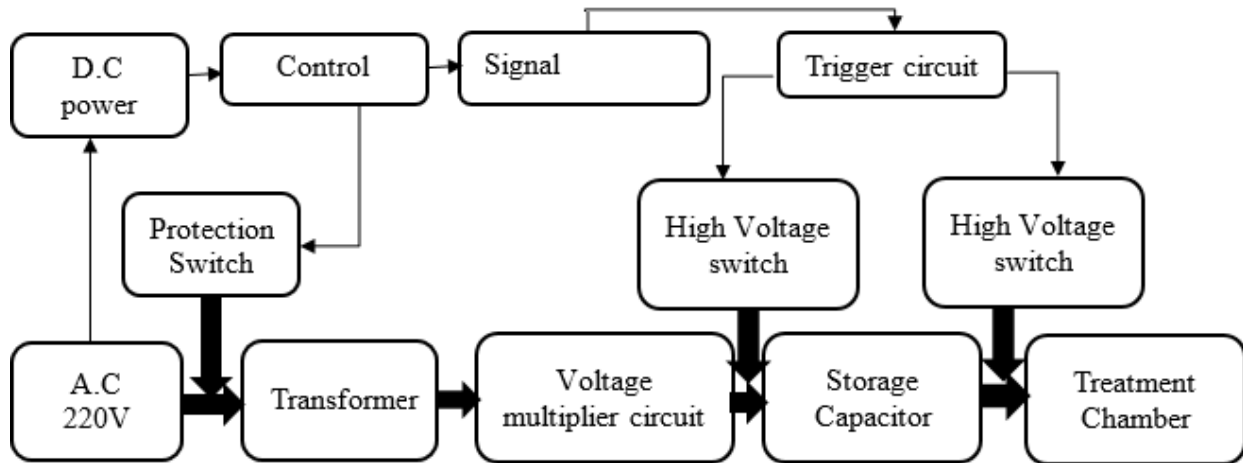 D.C
power
Control
Signal
Trigger circuit
Protection
Switch
High Voltage
switch
High Voltage
switch
A.C
220V
Transformer
Voltage
multiplier circuit
Storage
Capacitor
Treatment
Chamber